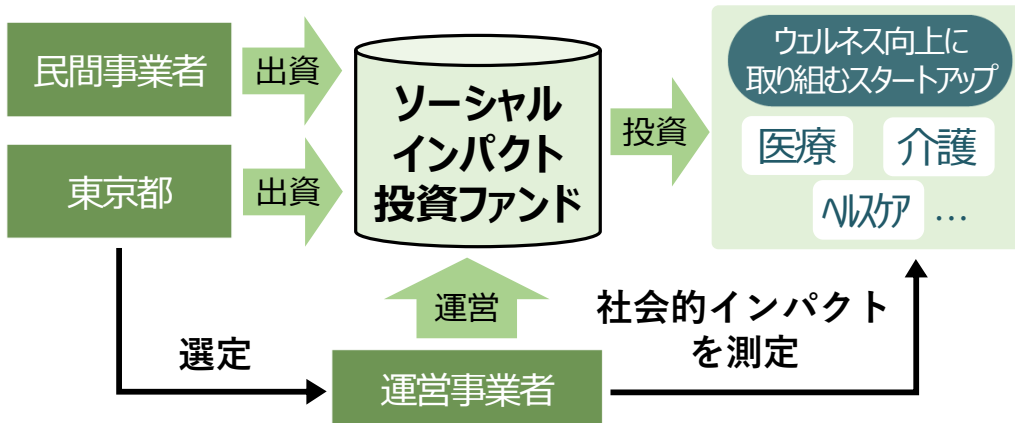 民間事業者
出資
ソーシャル
インパクト
投資ファンド
投資
ウェルネス向上に
取り組むスタートアップ
医療
介護
ヘルスケア
…
東京都
出資
運営
選定
運営事業者
社会的インパクト
を測定